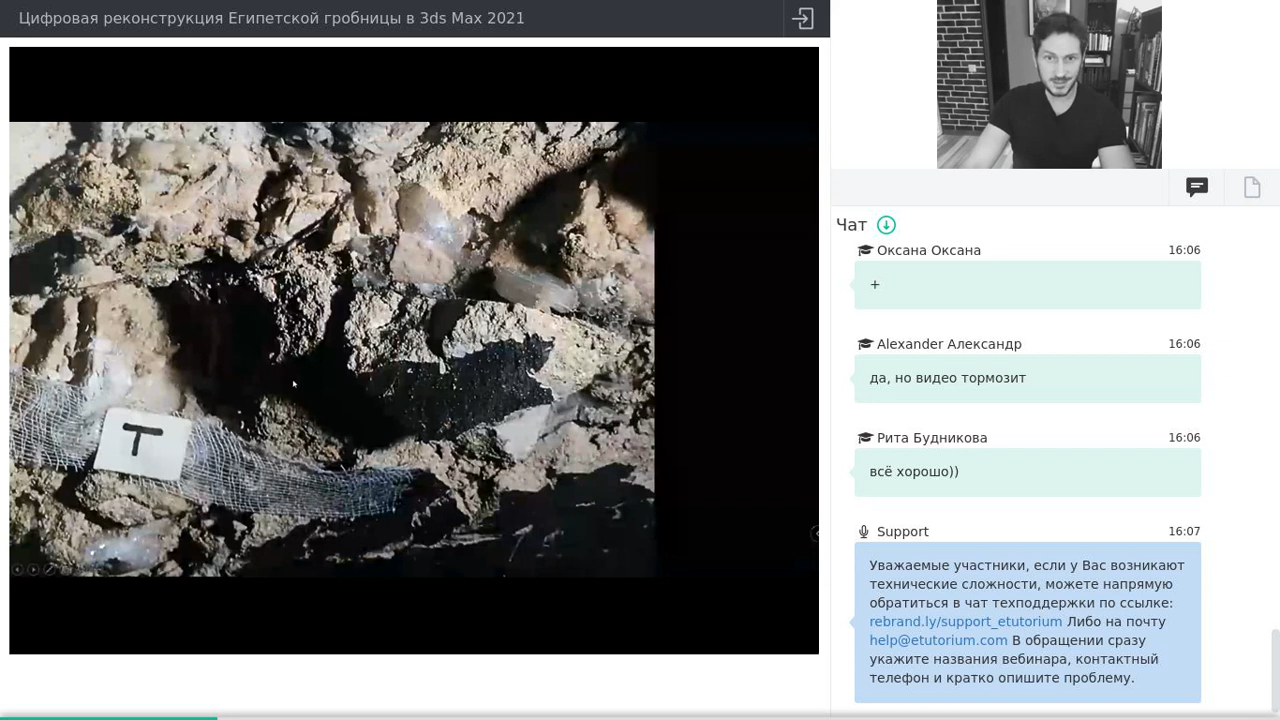 Цифровая реконструкция Египетской гробницы в 3ds Max 2021
T
Чат
Оксана Оксана 16:06
+
Alexander Александр 16:06
да, но видео тормозит
Рита Будникова 16:06
всё хорошо))
Support 16:07
Уважаемые участники, если у Вас возникают
технические сложности, можете напрямую
обратиться в чат техподдержки по ссылке:
rebrand.ly/support_etutorium Либо на почту
help@etutorium.com В обращении сразу
укажите названия вебинара, контактный
телефон и кратко опишите проблему.